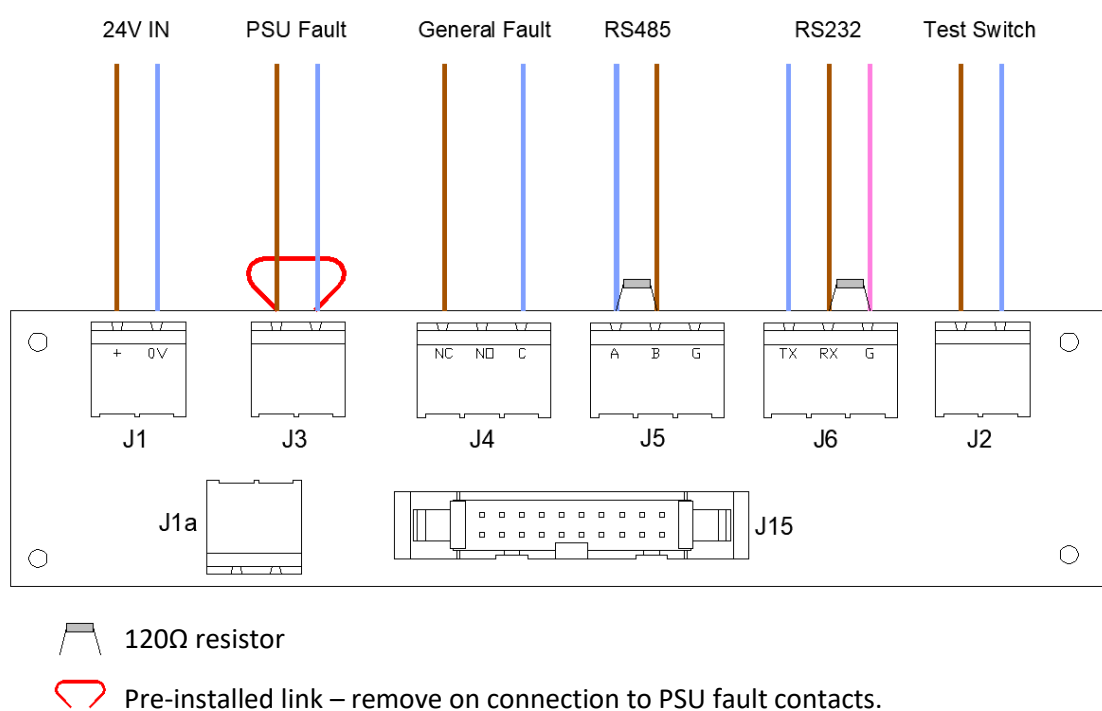 24V IN PSU Fault General Fault RS485 RS232 Test Switch
+ 0V NC NO C A B G TX RX G
J1 J3 J4 J5 J6 J2
J1a J15
120Ω resistor
Pre-installed link – remove on connection to PSU fault contacts.